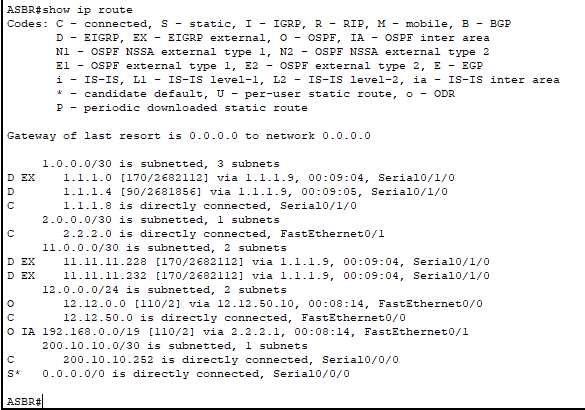 ASBR#show ip route
Codes: C - connected, S - static, I - IGRP, R - RIP, M - mobile, B - BGP
D - EIGRP, EX - EIGRP external, O - OSPF, IA - OSPF inter area
N1 - OSPF NSSA external type 1, N2 - OSPF NSSA external type 2
E1 - OSPF external type 1, E2 - OSPF external type 2, E - EGP
i - IS-IS, L1 - IS-IS level-1, L2 - IS-IS level-2, ia - IS-IS inter area
* - candidate default, U - per-user static route, o - ODR
P - periodic downloaded static route
Gateway of last resort is 0.0.0.0 to network 0.0.0.0
1.0.0.0/30 is subnetted, 3 subnets
D EX 1.1.1.0 [170/2682112] via 1.1.1.9, 00:09:04, Serial0/1/0
D 1.1.1.4 [90/2681856] via 1.1.1.9, 00:09:05, Serial0/1/0
C 1.1.1.8 is directly connected, Serial0/1/0
2.0.0.0/30 is subnetted, 1 subnets
C 2.2.2.0 is directly connected, FastEthernet0/1
11.0.0.0/30 is subnetted, 2 subnets
D EX 11.11.11.228 [170/2682112] via 1.1.1.9, 00:09:04, Serial0/1/0
D EX 11.11.11.232 [170/2682112] via 1.1.1.9, 00:09:04, Serial0/1/0
12.0.0.0/24 is subnetted, 2 subnets
O 12.12.0.0 [110/2] via 12.12.50.10, 00:08:14, FastEthernet0/0
C 12.12.50.0 is directly connected, FastEthernet0/0
O IA 192.168.0.0/19 [110/2] via 2.2.2.1, 00:08:14, FastEthernet0/1
200.10.10.0/30 is subnetted, 1 subnets
C 200.10.10.252 is directly connected, Serial0/0/0
S* 0.0.0.0/0 is directly connected, Serial0/0/0
ASBR#